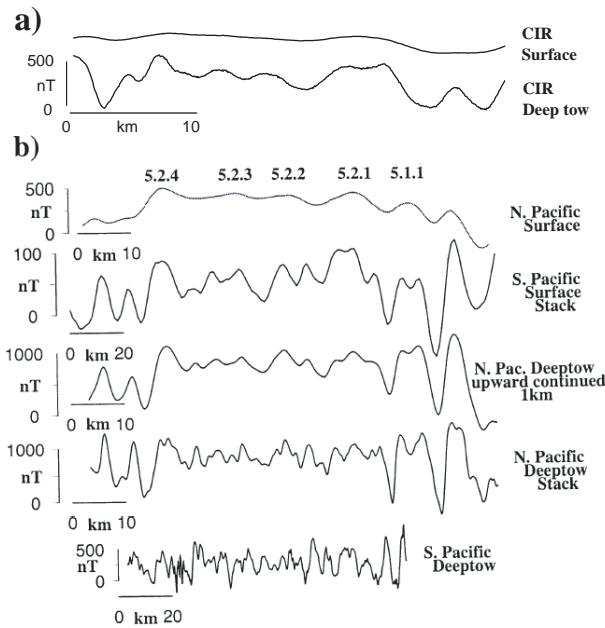 a)
CIR
Surface
500
nT
0
CIR
Deep tow
0 km 10
b)
5.2.4 5.2.3 5.2.2 5.2.1 5.1.1
500
nT
0
N. Pacific
Surface
0 km 10
100
nT
0
S. Pacific
Surface
Stack
0 km 20
1000
nT
0
N. Pac. Deeptow
upward continued
1km
0 km 10
1000
nT
0
N. Pacific
Deeptow
Stack
0 km 10
500
nT
0
S. Pacific
Deeptow
0 km 20